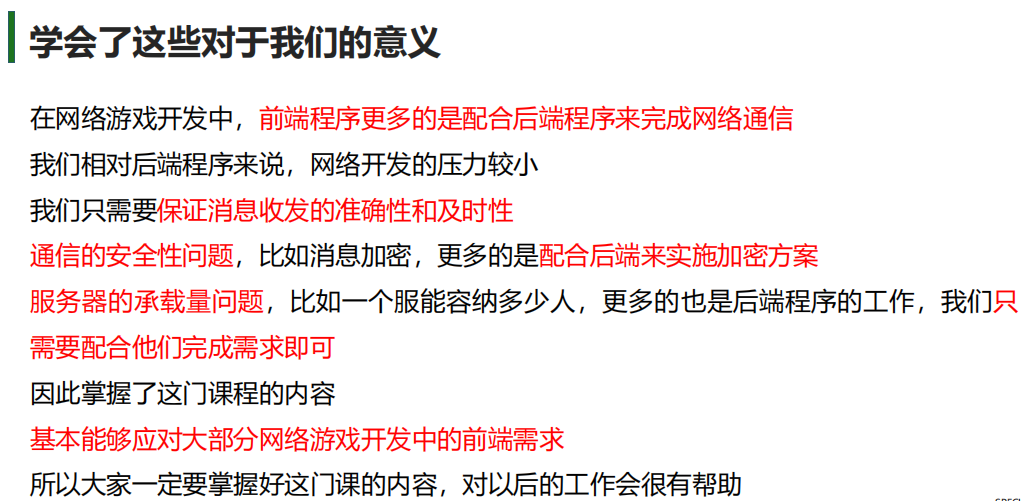 学会了这些对于我们的意义
在网络游戏开发中，前端程序更多的是配合后端程序来完成网络通信
我们相对后端程序来说，网络开发的压力较小
我们只需要保证消息收发的准确性和及时性
通信的安全性问题，比如消息加密，更多的是配合后端来实施加密方案
服务器的承载量问题，比如一个服能容纳多少人，更多的也是后端程序的工作，我们只
需要配合他们完成需求即可
因此掌握了这门课程的内容
基本能够应对大部分网络游戏开发中的前端需求
所以大家一定要掌握好这门课的内容，对以后的工作会很有帮助